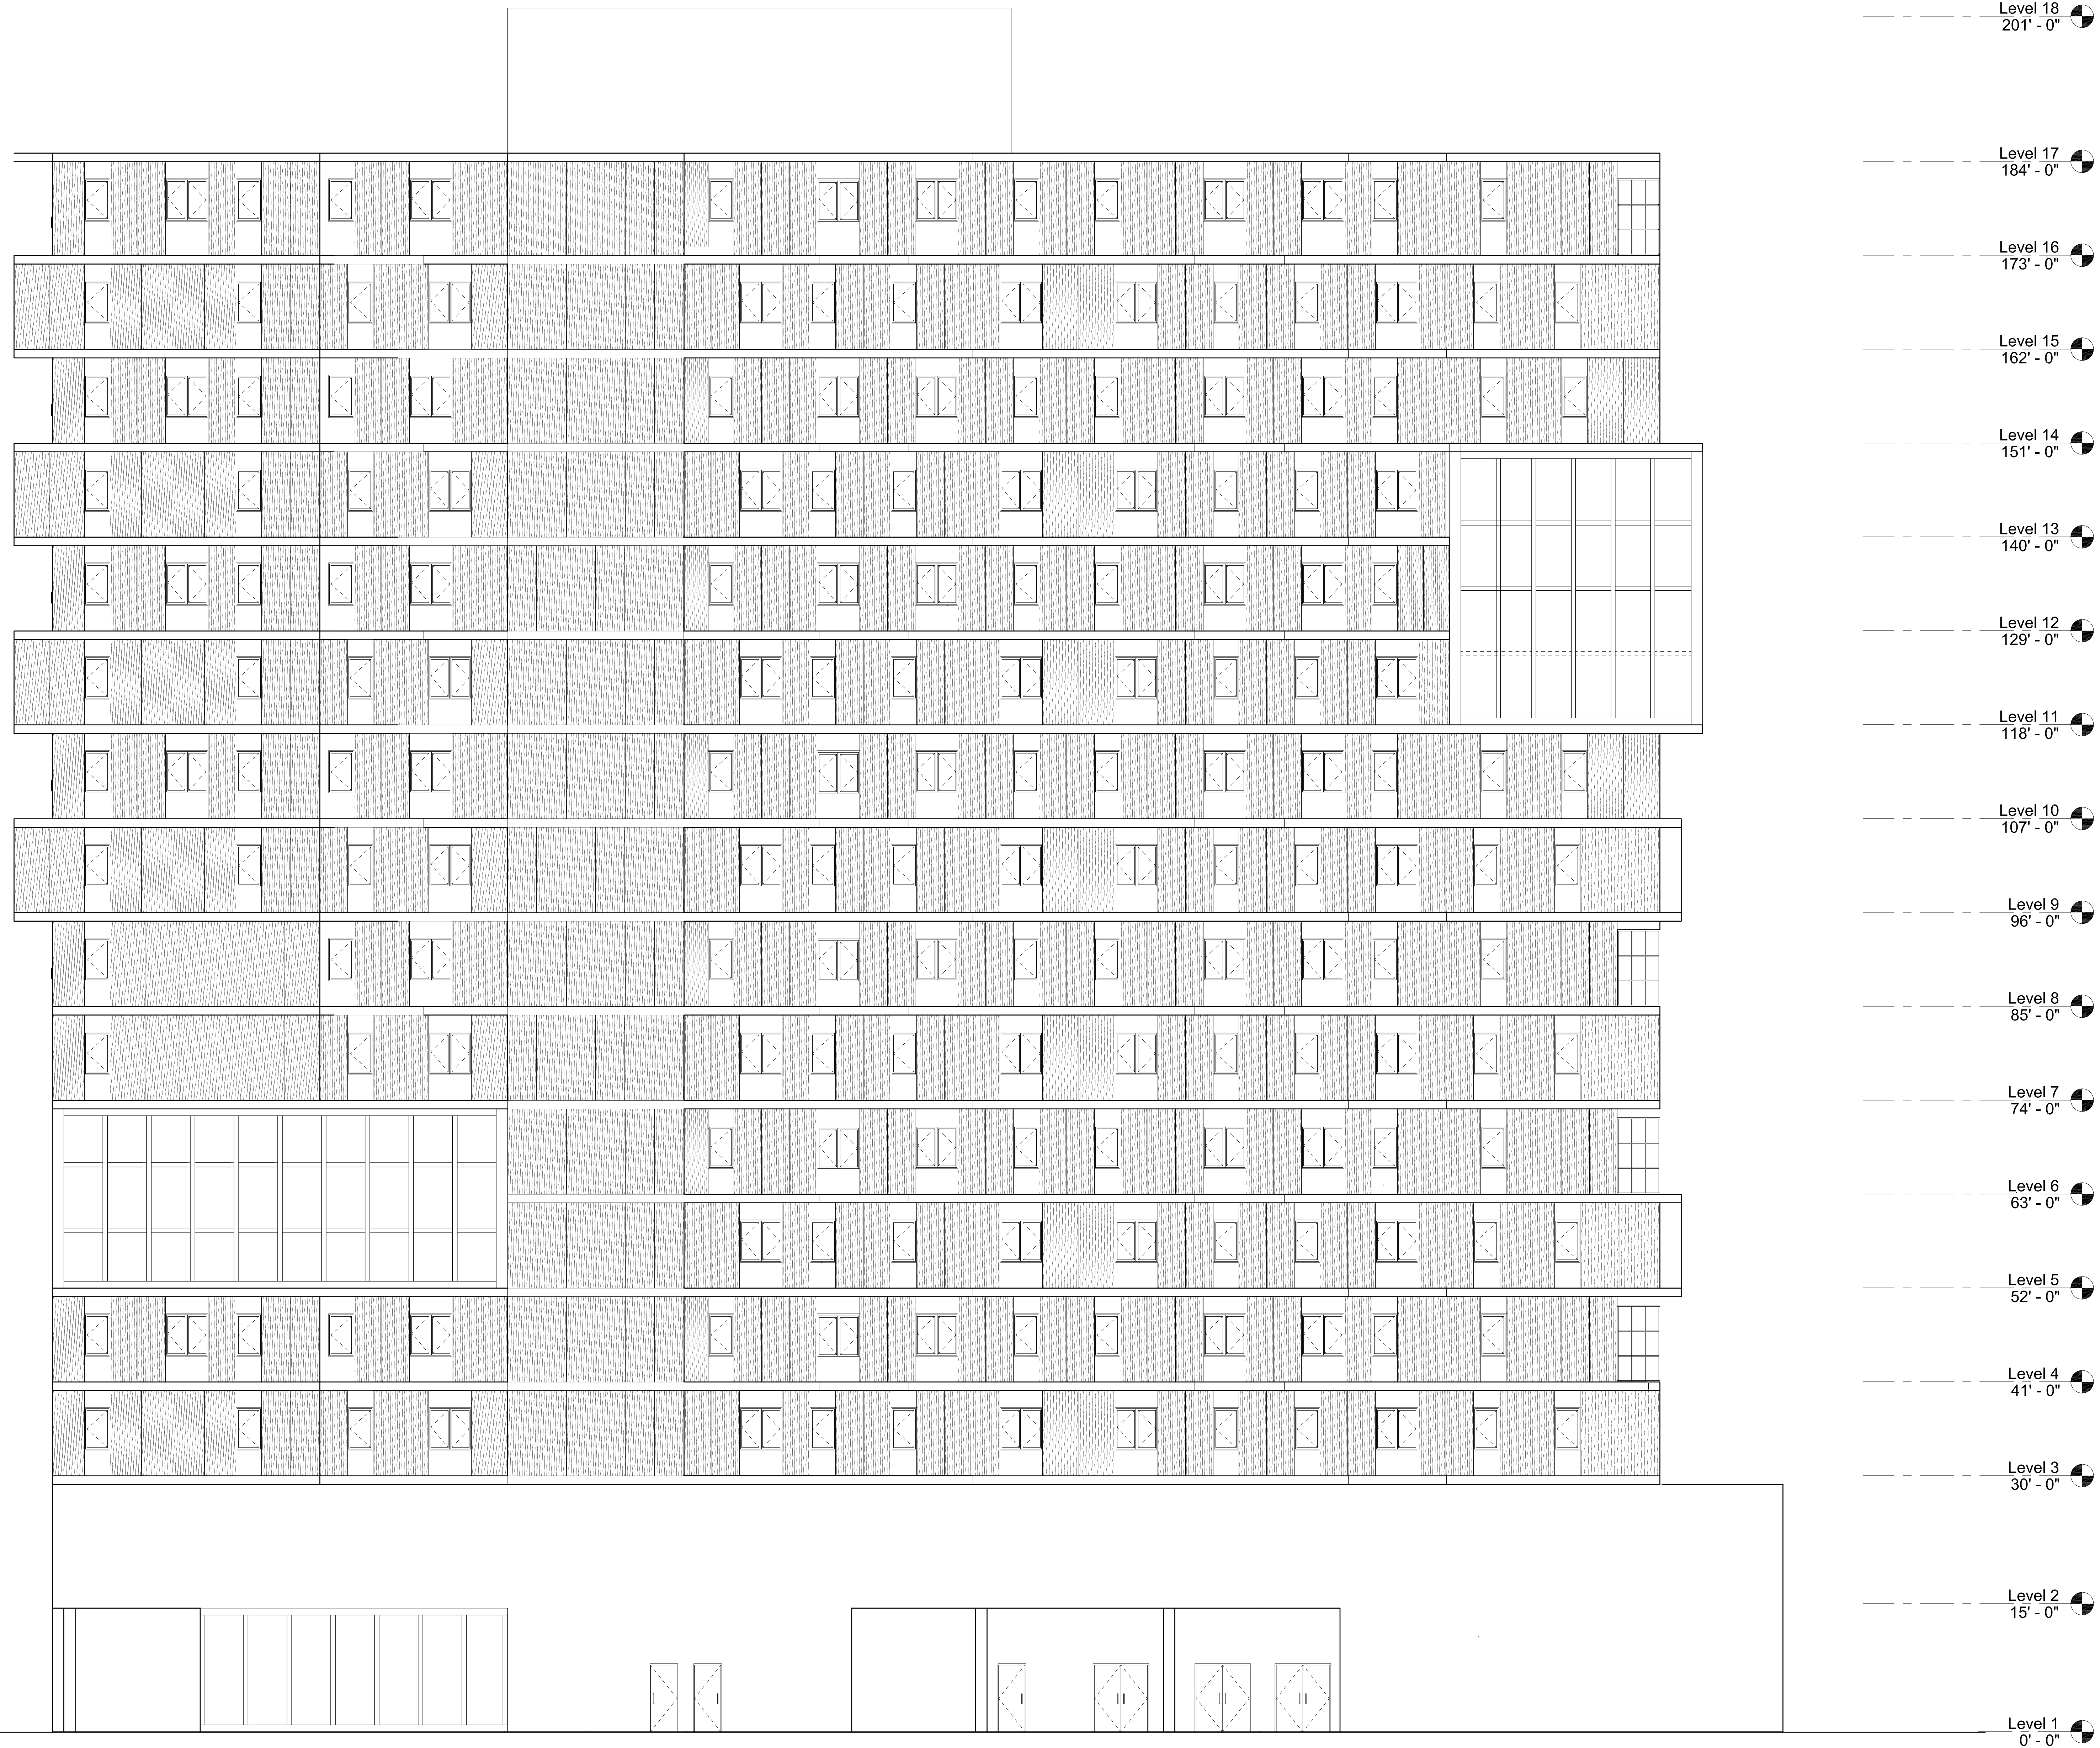 Level 18
201' - 0"
Level 17
184' - 0"
Level 16
173' - 0"
Level 15
162' - 0"
Level 14
151' - 0"
Level 13
140' - 0"
Level 12
129' - 0"
Level 11
118' - 0"
Level 10
107' - 0"
Level 9
96' - 0"
Level 8
85' - 0"
Level 7
74' - 0"
Level 6
63' - 0"
Level 5
52' - 0"
Level 4
41' - 0"
Level 3
30' - 0"
Level 2
15' - 0"
Level 1
0' - 0"